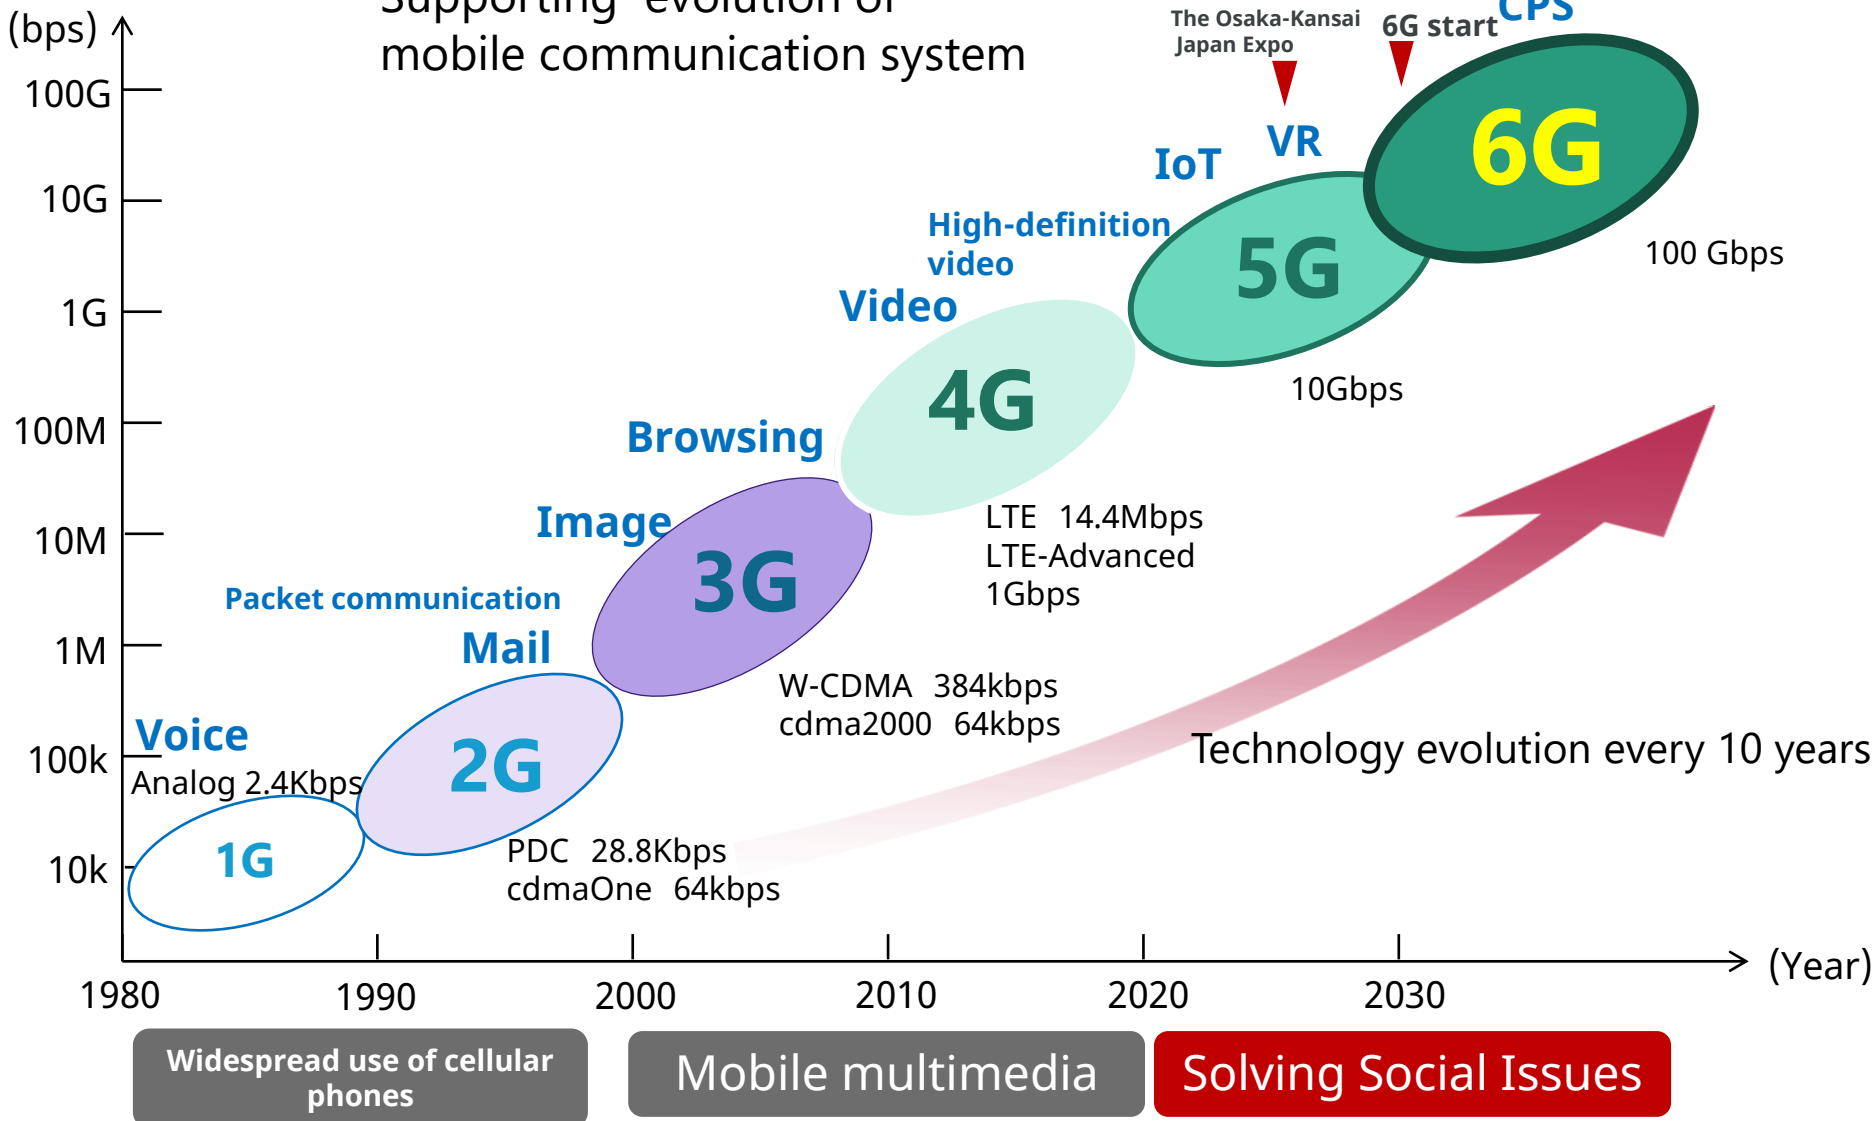 Supporting evolution of
mobile communication system
(bps)
The Osaka-Kansai
Japan Expo
6G start
CPS
100G
10G
1G
100M
10M
1M
100k
10k
6G
100 Gbps
VR
IoT
5G
10Gbps
High-definition
video
Video
4G
LTE 14.4Mbps
LTE-Advanced
1Gbps
Browsing
Image
3G
W-CDMA 384kbps
cdma2000 64kbps
Packet communication
Mail
2G
PDC 28.8Kbps
cdmaOne 64kbps
Voice
Analog 2.4Kbps
1G
Technology evolution every 10 years
1980
1990
2000
2010
2020
2030
(Year)
Widespread use of cellular
phones
Mobile multimedia
Solving Social Issues